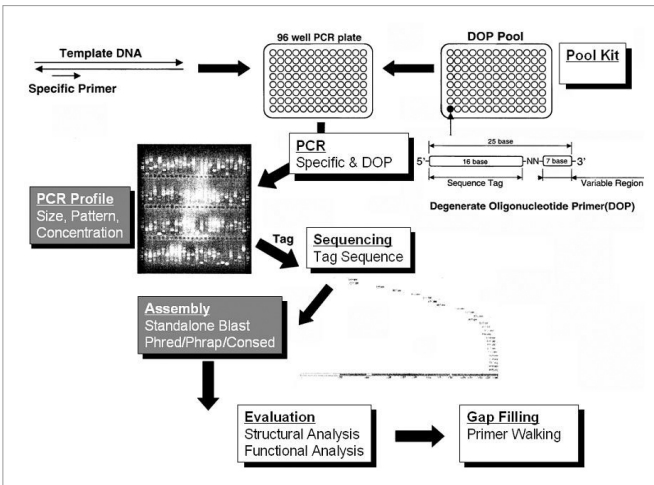 Template DNA
Specific Primer
96 well PCR plate
DOP Pool
Pool Kit
25 base
5'
16 base
NN
7 base
3'
Sequence Tag
Variable Region
Degenerate Oligonucleotide Primer(DOP)
PCR
Specific & DOP
PCR Profile
Size, Pattern,
Concentration
Tag
Sequencing
Tag Sequence
Assembly
Standalone Blast
Phred/Phrap/Consed
Evaluation
Structural Analysis
Functional Analysis
Gap Filling
Primer Walking